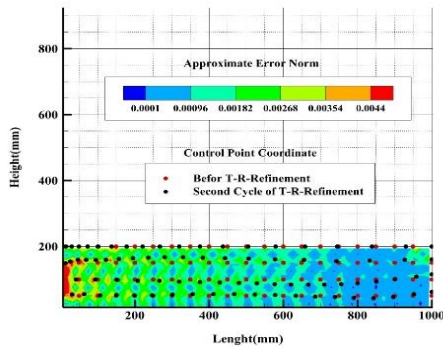 800
Approximate Error Norm
0.0001 0.00096 0.00182 0.00268 0.00354 0.0044
600
Control Point Coordinate
Befor T-R-Refinement
Second Cycle of T-R-Refinement
Height(mm)
400
200
200 400 600 800 1000
Lenght(mm)